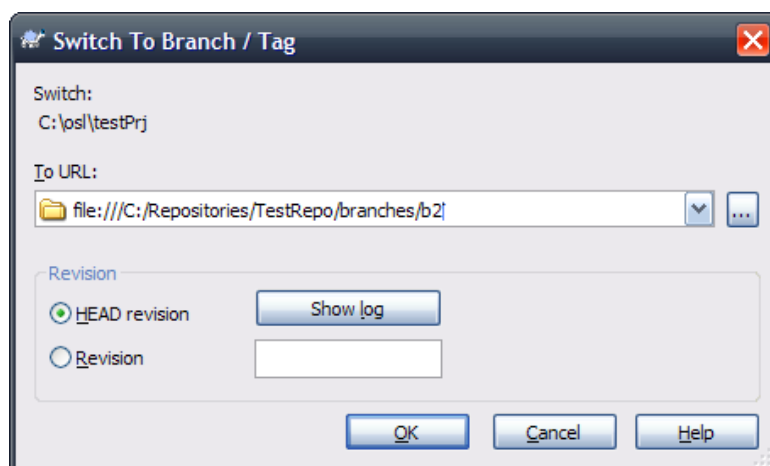 Switch To Branch / Tag
Switch:
C:\osl\testPrj
To URL:
file:///C:/Repositories/TestRepo/branches/b2
...
Revision
HEAD revision
Show log
Revision
OK Cancel Help